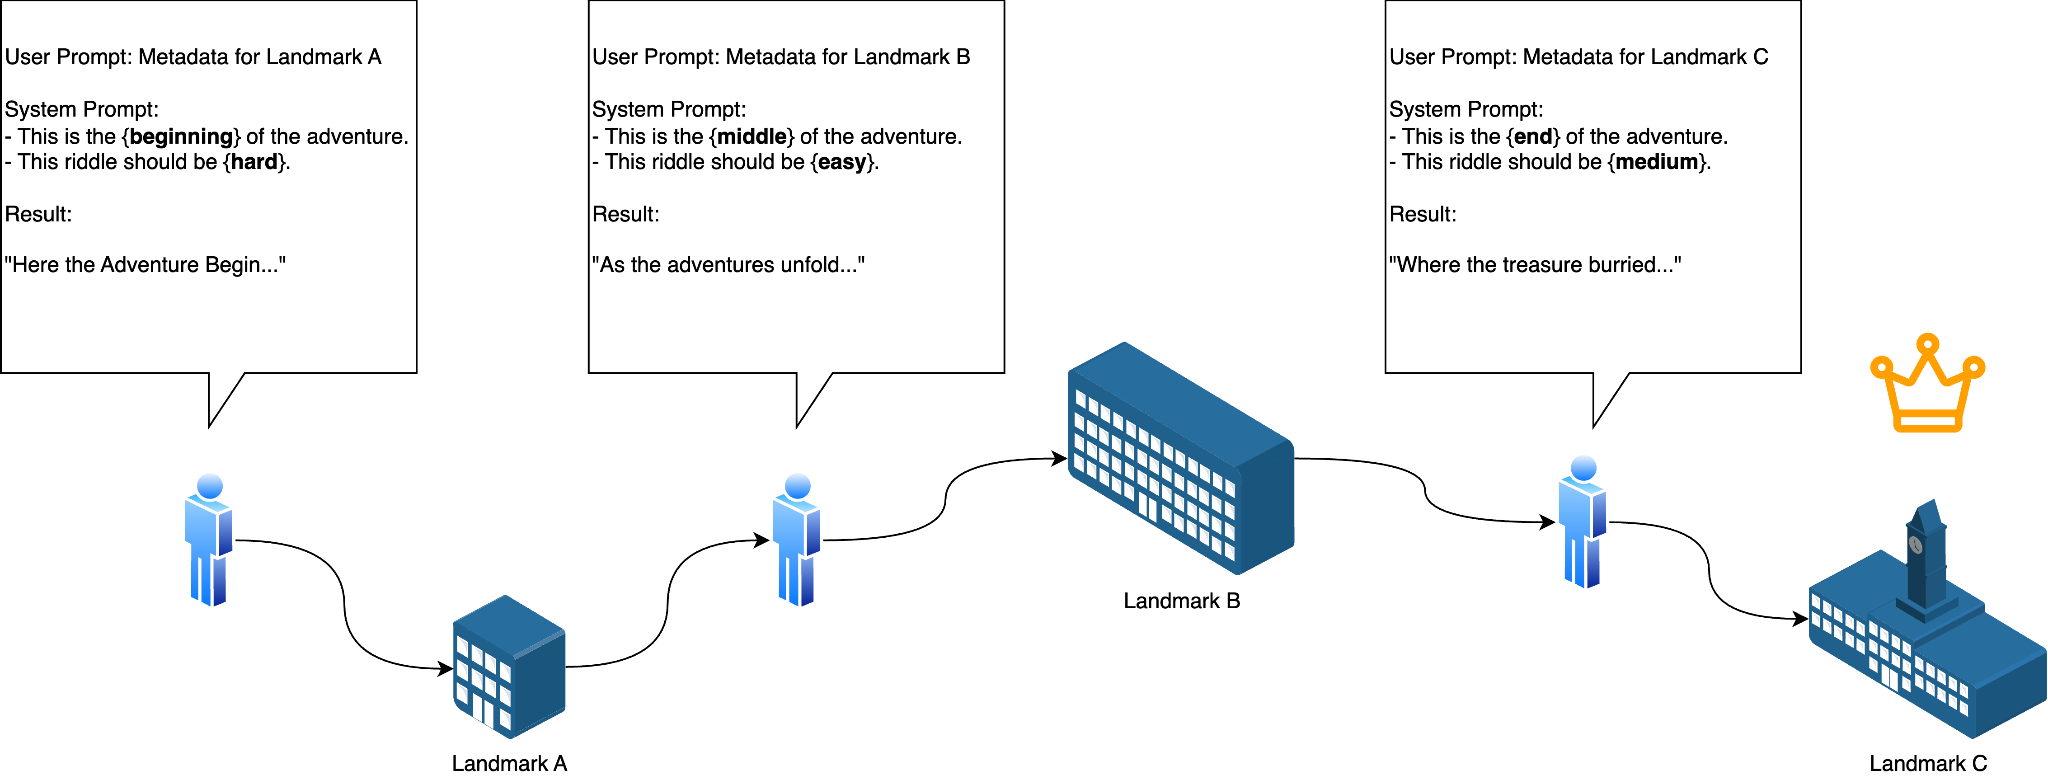 User Prompt: Metadata for Landmark A
System Prompt:
- This is the {beginning} of the adventure.
- This riddle should be {hard}.
Result:
"Here the Adventure Begin..."
User Prompt: Metadata for Landmark B
System Prompt:
- This is the {middle} of the adventure.
- This riddle should be {easy}.
Result:
"As the adventures unfold..."
User Prompt: Metadata for Landmark C
System Prompt:
- This is the {end} of the adventure.
- This riddle should be {medium}.
Result:
"Where the treasure burried..."
Landmark A
Landmark B
Landmark C